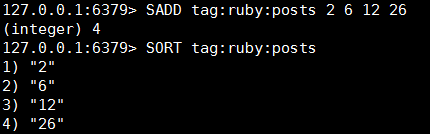 127.0.0.1:6379> SADD tag:ruby:posts 2 6 12 26
(integer) 4
127.0.0.1:6379> SORT tag:ruby:posts
1) "2"
2) "6"
3) "12"
4) "26"